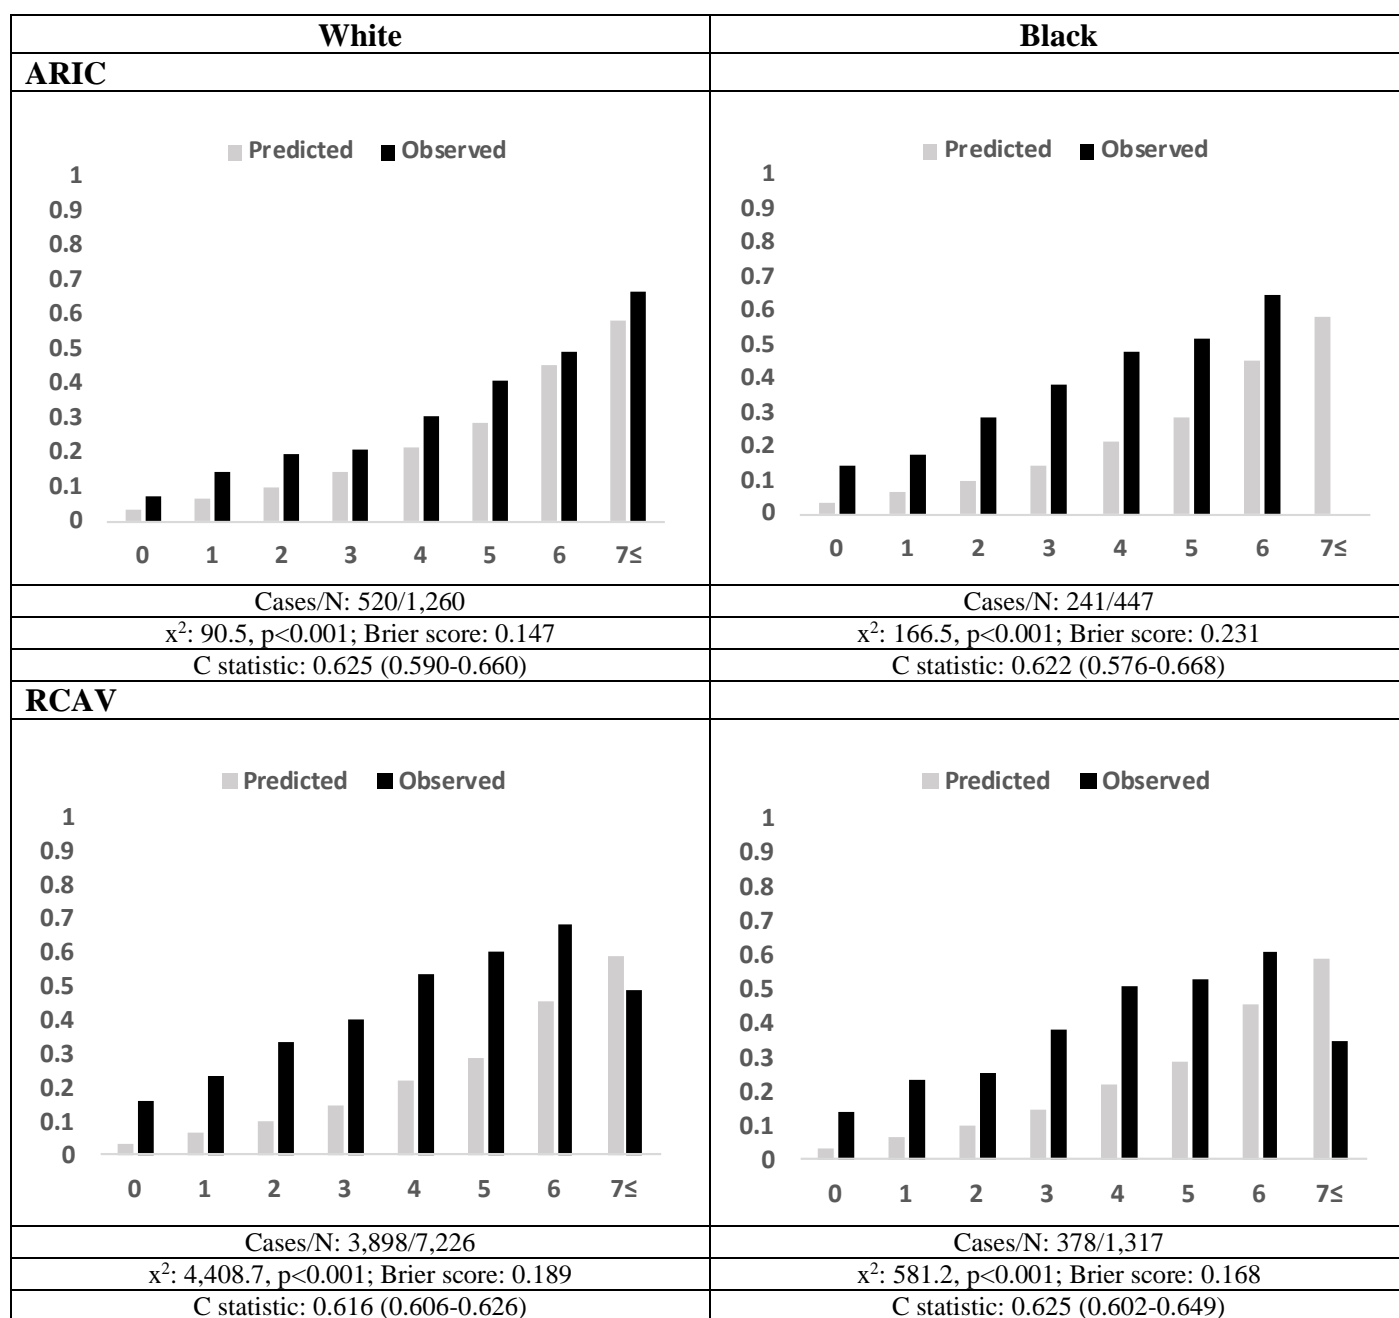 White
Black
ARIC
Predicted Observed
1
0.9
0.8
0.7
0.6
0.5
0.4
0.3
0.2
0.1
0
0 1 2 3 4 5 6 7≤
Predicted Observed
1
0.9
0.8
0.7
0.6
0.5
0.4
0.3
0.2
0.1
0
0 1 2 3 4 5 6 7≤
Cases/N: 520/1,260
Cases/N: 241/447
x²: 90.5, p<0.001; Brier score: 0.147
x²: 166.5, p<0.001; Brier score: 0.231
C statistic: 0.625 (0.590-0.660)
C statistic: 0.622 (0.576-0.668)
RCAV
Predicted Observed
1
0.9
0.8
0.7
0.6
0.5
0.4
0.3
0.2
0.1
0
0 1 2 3 4 5 6 7≤
Predicted Observed
1
0.9
0.8
0.7
0.6
0.5
0.4
0.3
0.2
0.1
0
0 1 2 3 4 5 6 7≤
Cases/N: 3,898/7,226
Cases/N: 378/1,317
x²: 4,408.7, p<0.001; Brier score: 0.189
x²: 581.2, p<0.001; Brier score: 0.168
C statistic: 0.616 (0.606-0.626)
C statistic: 0.625 (0.602-0.649)